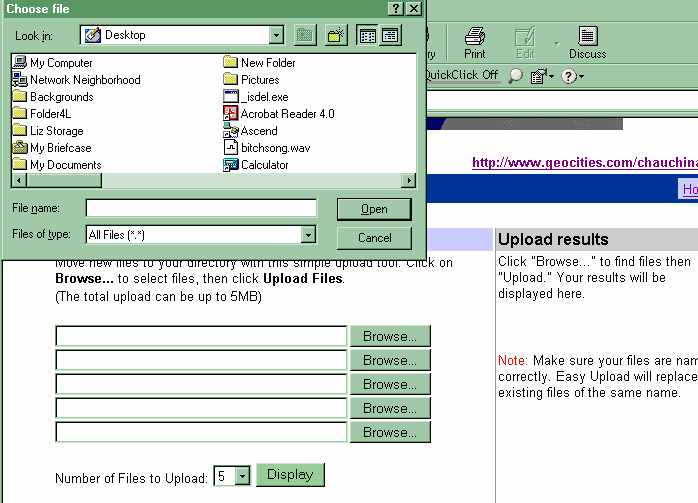 Choose file
Look in: Desktop
My Computer
Network Neighborhood
Backgrounds
Folder4L
Liz Storage
My Briefcase
My Documents
New Folder
Pictures
_isdel.exe
Acrobat Reader 4.0
Ascend
bitchsong.wav
Calculator
File name:
Open
Files of type: All Files (*.*)
Cancel
Print
Edit
Discuss
QuickClick Off
http://www.geocities.com/chauchina
Ho
Move new files to your directory with this simple upload tool. Click on
Browse... to select files, then click Upload Files.
(The total upload can be up to 5MB)
Browse...
Browse...
Browse...
Browse...
Browse...
Number of Files to Upload: 5 Display
Upload results
Click "Browse..." to find files then
"Upload." Your results will be
displayed here.
Note: Make sure your files are nam
correctly. Easy Upload will replace
existing files of the same name.